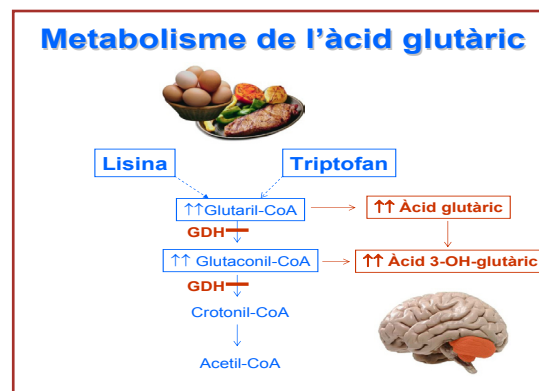 Metabolisme de l'àcid glutàric
Lisina
Triptofan
↑↑Glutaril-CoA
↑↑ Àcid glutàric
GDH
↑↑ Glutaconil-CoA
↑↑ Àcid 3-OH-glutàric
GDH
Crotonil-CoA
Acetil-CoA